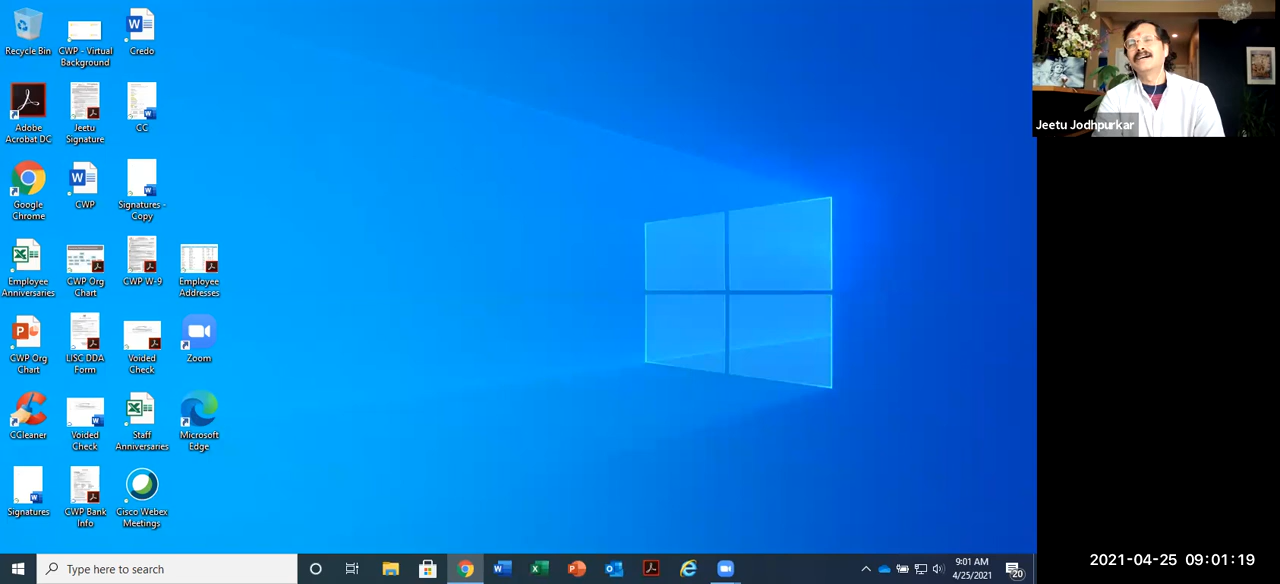 Recycle Bin
CWP - Virtual
Background
Credo
Adobe
Acrobat DC
Jeetu
Signature
CC
Google
Chrome
CWP
Signatures -
Copy
Employee
Anniversaries
CWP Org
Chart
CWP W-9
Employee
Addresses
CWP Org
Chart
LISC DDA
Form
Voided
Check
Zoom
CCleaner
Voided
Check
Staff
Anniversaries
Microsoft
Edge
Signatures
CWP Bank
Info
Cisco Webex
Meetings
Type here to search
9:01 AM
4/25/2021
20
Jeetu Jodhpurkar
2021-04-25 09:01:19